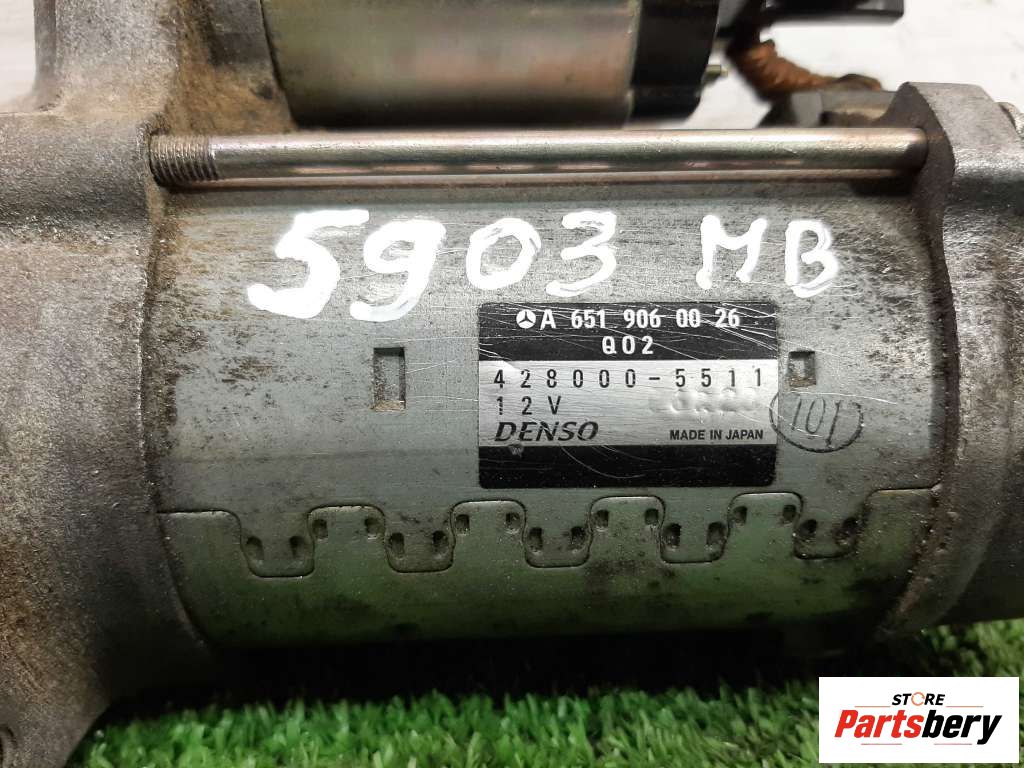 5903 MB
A 651 906 00 26
Q02
428000-5511
12V
DENSO MADE IN JAPAN
101
STORE
Partsbery